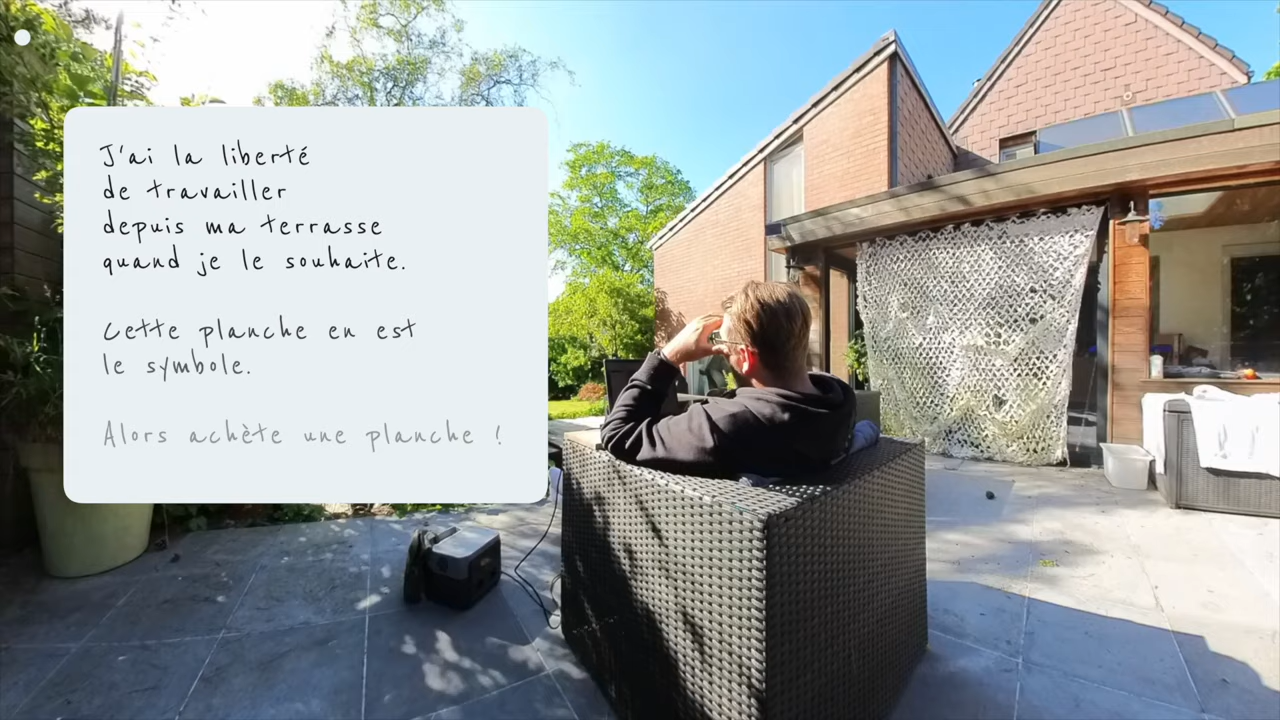 J'ai la liberté
de travailler
depuis ma terrasse
quand je le souhaite.
Cette planche en est
le symbole.
Alors achète une planche !